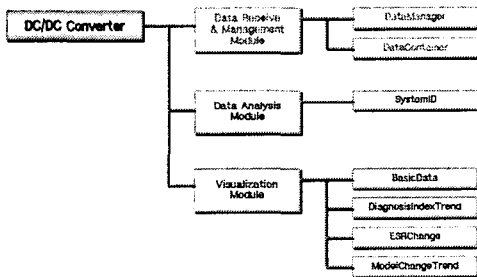 DC/DC Converter
Data Receive
& Management
Module
DataManager
DataContainer
Data Analysis
Module
SystemID
Visualization
Module
BasicData
DiagnosisIndexTrend
ESRChange
ModelChangeTrend